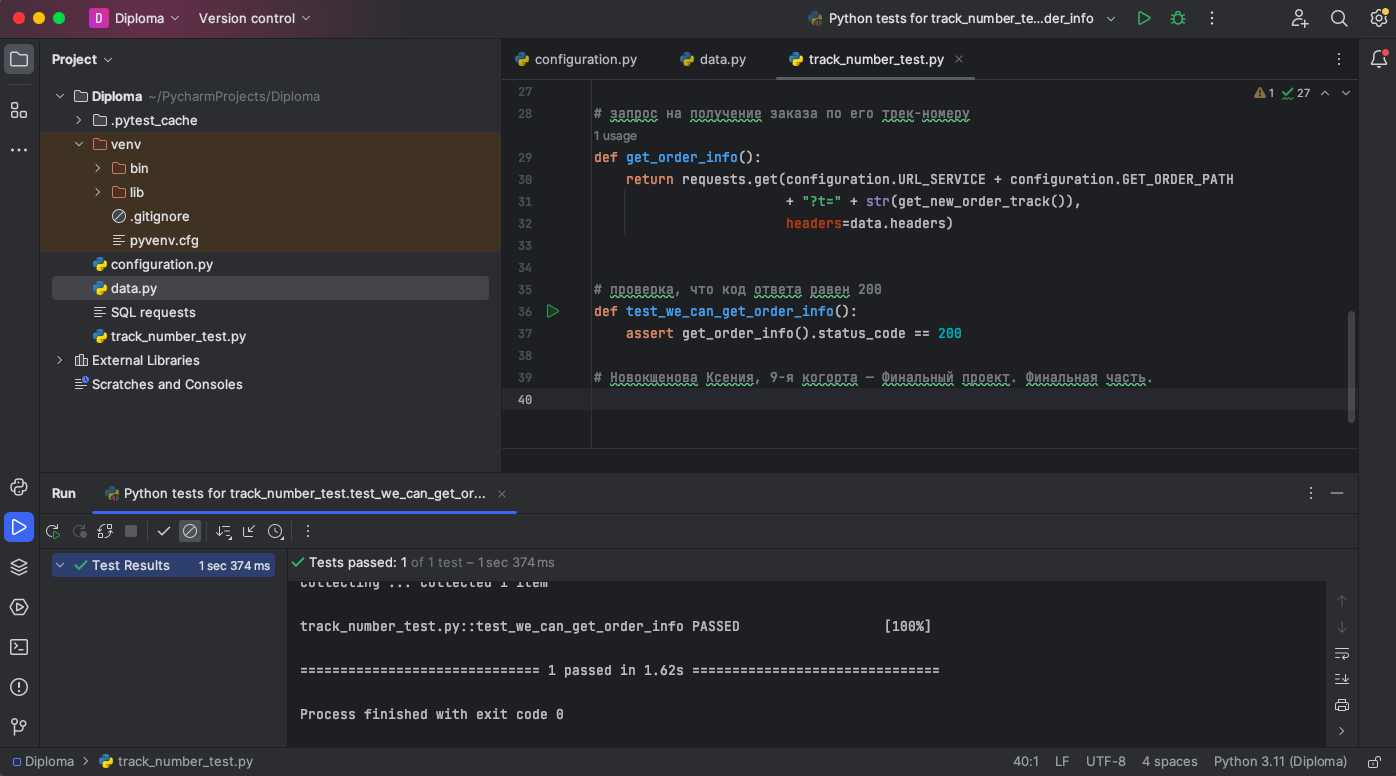 D Diploma Version control Python tests for track_number_te...der_info
Project
configuration.py data.py track_number_test.py
Diploma ~/PycharmProjects/Diploma
.pytest_cache
venv
bin
lib
.gitignore
pyvenv.cfg
configuration.py
data.py
SQL requests
track_number_test.py
External Libraries
Scratches and Consoles
1 27
27
28 # запрос на получение заказа по его трек-номеру
1 usage
29 def get_order_info():
30 return requests.get(configuration.URL_SERVICE + configuration.GET_ORDER_PATH
31 + "?t=" + str(get_new_order_track()),
32 headers=data.headers)
33
34
35 # проверка, что код ответа равен 200
36 def test_we_can_get_order_info():
37 assert get_order_info().status_code == 200
38
39 # Новокщенова Ксения, 9-я когорта — Финальный проект. Финальная часть.
40
Run Python tests for track_number_test.test_we_can_get_or...
Test Results 1 sec 374 ms
Tests passed: 1 of 1 test – 1 sec 374 ms
collecting ... collected 1 item
track_number_test.py::test_we_can_get_order_info PASSED [100%]
============================== 1 passed in 1.62s ===============================
Process finished with exit code 0
Diploma track_number_test.py 40:1 LF UTF-8 4 spaces Python 3.11 (Diploma)